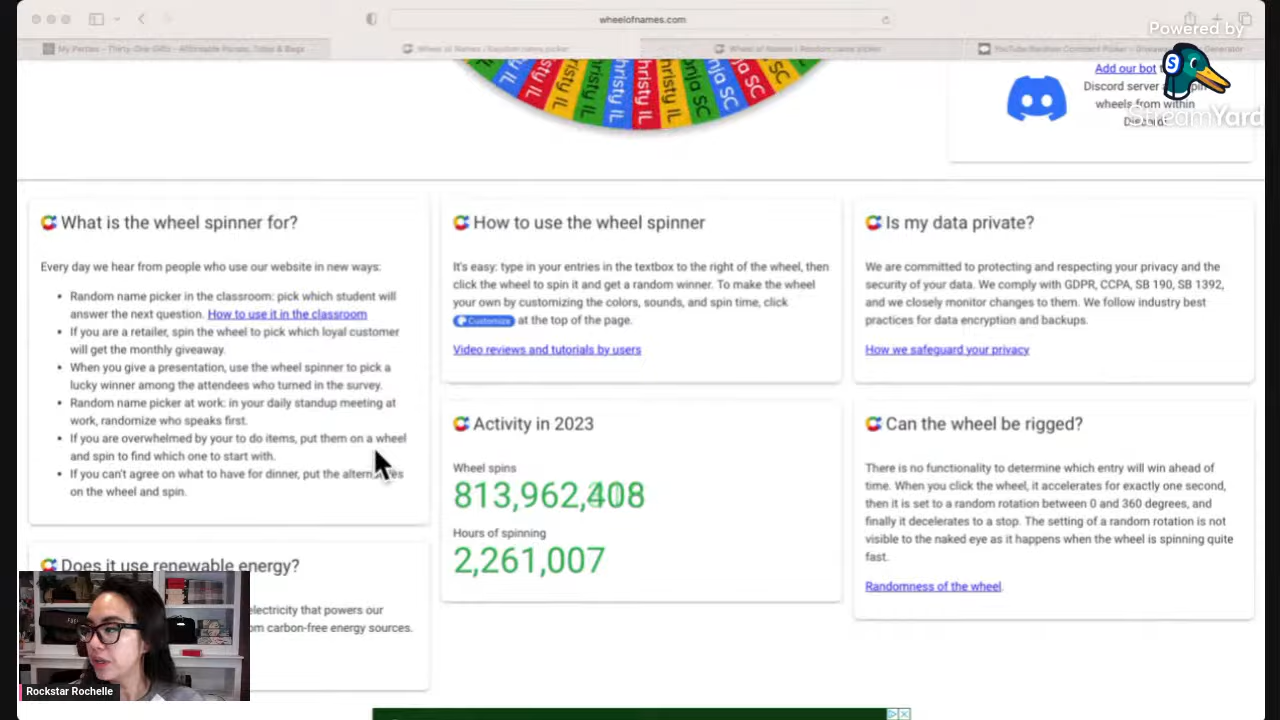 wheelofnames.com
Powered by
StreamYard
My Parties - Thirty-One Gifts - Affordable Purses, Totes & Bags
Wheel of Names | Random name picker
Wheel of Names | Random name picker
YouTube Random Comment Picker
Christy IL
Christy IL
Christy IL
Christy IL
Christy IL
Christy IL
Add our bot
Discord server
wheels from within
Discord!
What is the wheel spinner for?
Every day we hear from people who use our website in new ways:
• Random name picker in the classroom: pick which student will
answer the next question. How to use it in the classroom
• If you are a retailer, spin the wheel to pick which loyal customer
will get the monthly giveaway.
• When you give a presentation, use the wheel spinner to pick a
lucky winner among the attendees who turned in the survey.
• Random name picker at work: in your daily standup meeting at
work, randomize who speaks first.
• If you are overwhelmed by your to do items, put them on a wheel
and spin to find which one to start with.
• If you can't agree on what to have for dinner, put the alternatives
on the wheel and spin.
Does it use renewable energy?
electricity that powers our
om carbon-free energy sources.
How to use the wheel spinner
It's easy: type in your entries in the textbox to the right of the wheel, then
click the wheel to spin it and get a random winner. To make the wheel
your own by customizing the colors, sounds, and spin time, click
Customize at the top of the page.
Video reviews and tutorials by users
Activity in 2023
Wheel spins
813,962,408
Hours of spinning
2,261,007
Is my data private?
We are committed to protecting and respecting your privacy and the
security of your data. We comply with GDPR, CCPA, SB 190, SB 1392,
and we closely monitor changes to them. We follow industry best
practices for data encryption and backups.
How we safeguard your privacy
Can the wheel be rigged?
There is no functionality to determine which entry will win ahead of
time. When you click the wheel, it accelerates for exactly one second,
then it is set to a random rotation between 0 and 360 degrees, and
finally it decelerates to a stop. The setting of a random rotation is not
visible to the naked eye as it happens when the wheel is spinning quite
fast.
Randomness of the wheel.
Rockstar Rochelle